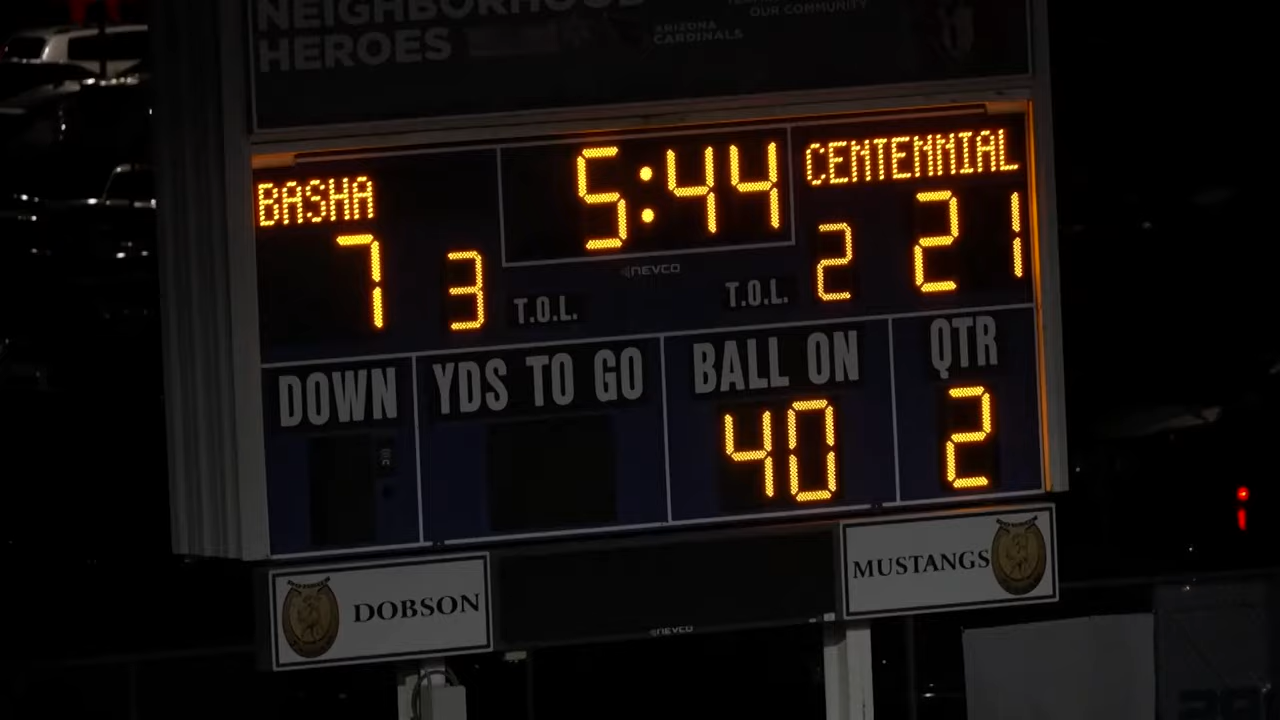 NEIGHBORHOOD
HEROES
ARIZONA
CARDINALS
OUR COMMUNITY
BASHA
5:44
CENTENNIAL
7
3
T.O.L.
NEVCO
T.O.L.
2
21
DOWN
YDS TO GO
BALL ON
QTR
40
2
DOBSON
NEVCO
MUSTANGS